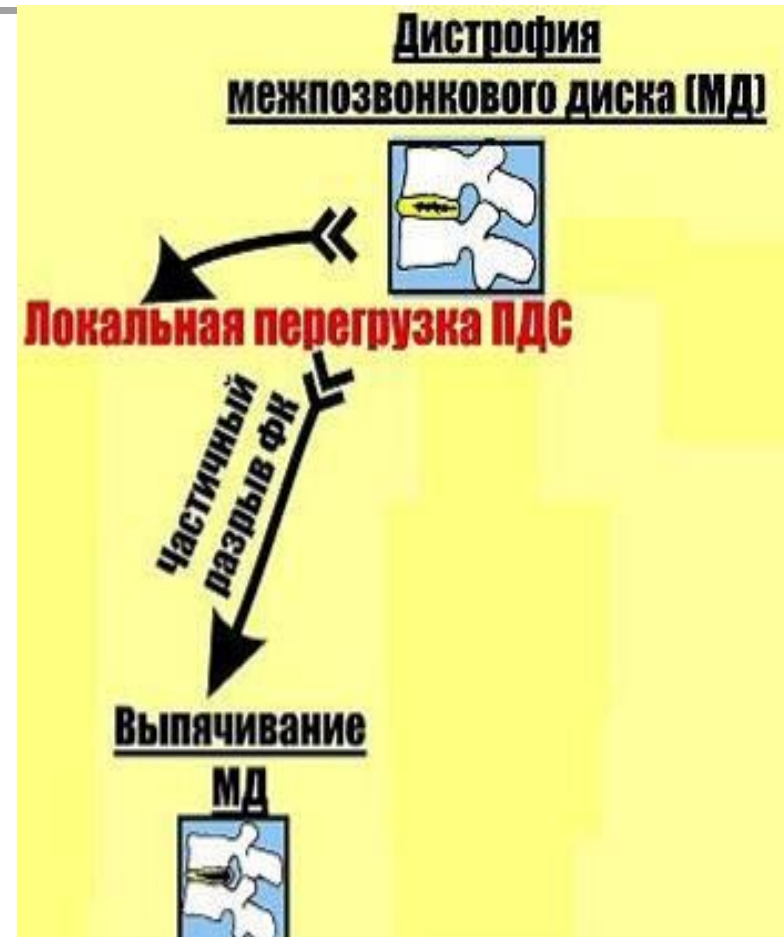 Дистрофия
межпозвонкового диска (МД)
Локальная перегрузка ПДС
Частичный
разрыв ФК
Выпячивание
МД